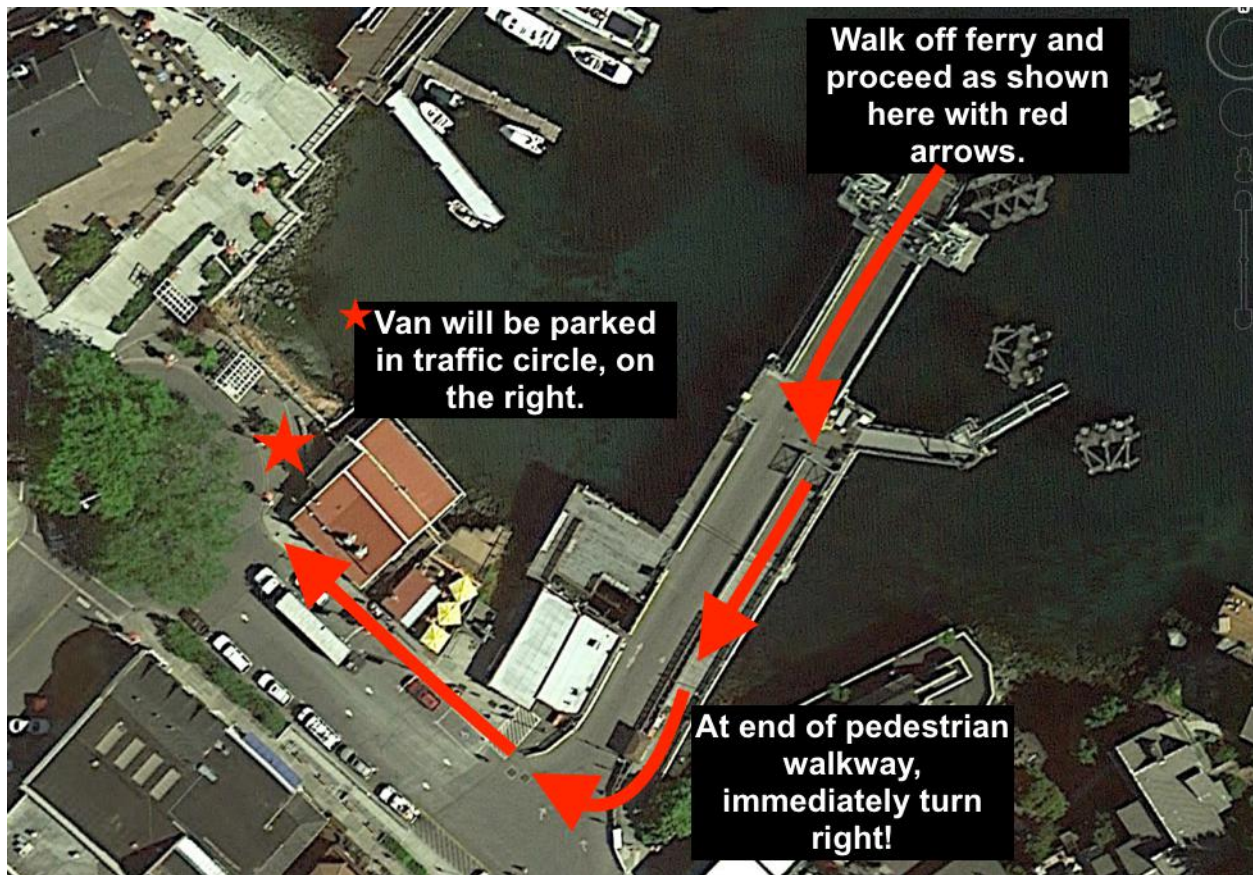 Walk off ferry and
proceed as shown
here with red
arrows.
Van will be parked
in traffic circle, on
the right.
At end of pedestrian
walkway,
immediately turn
right!
N